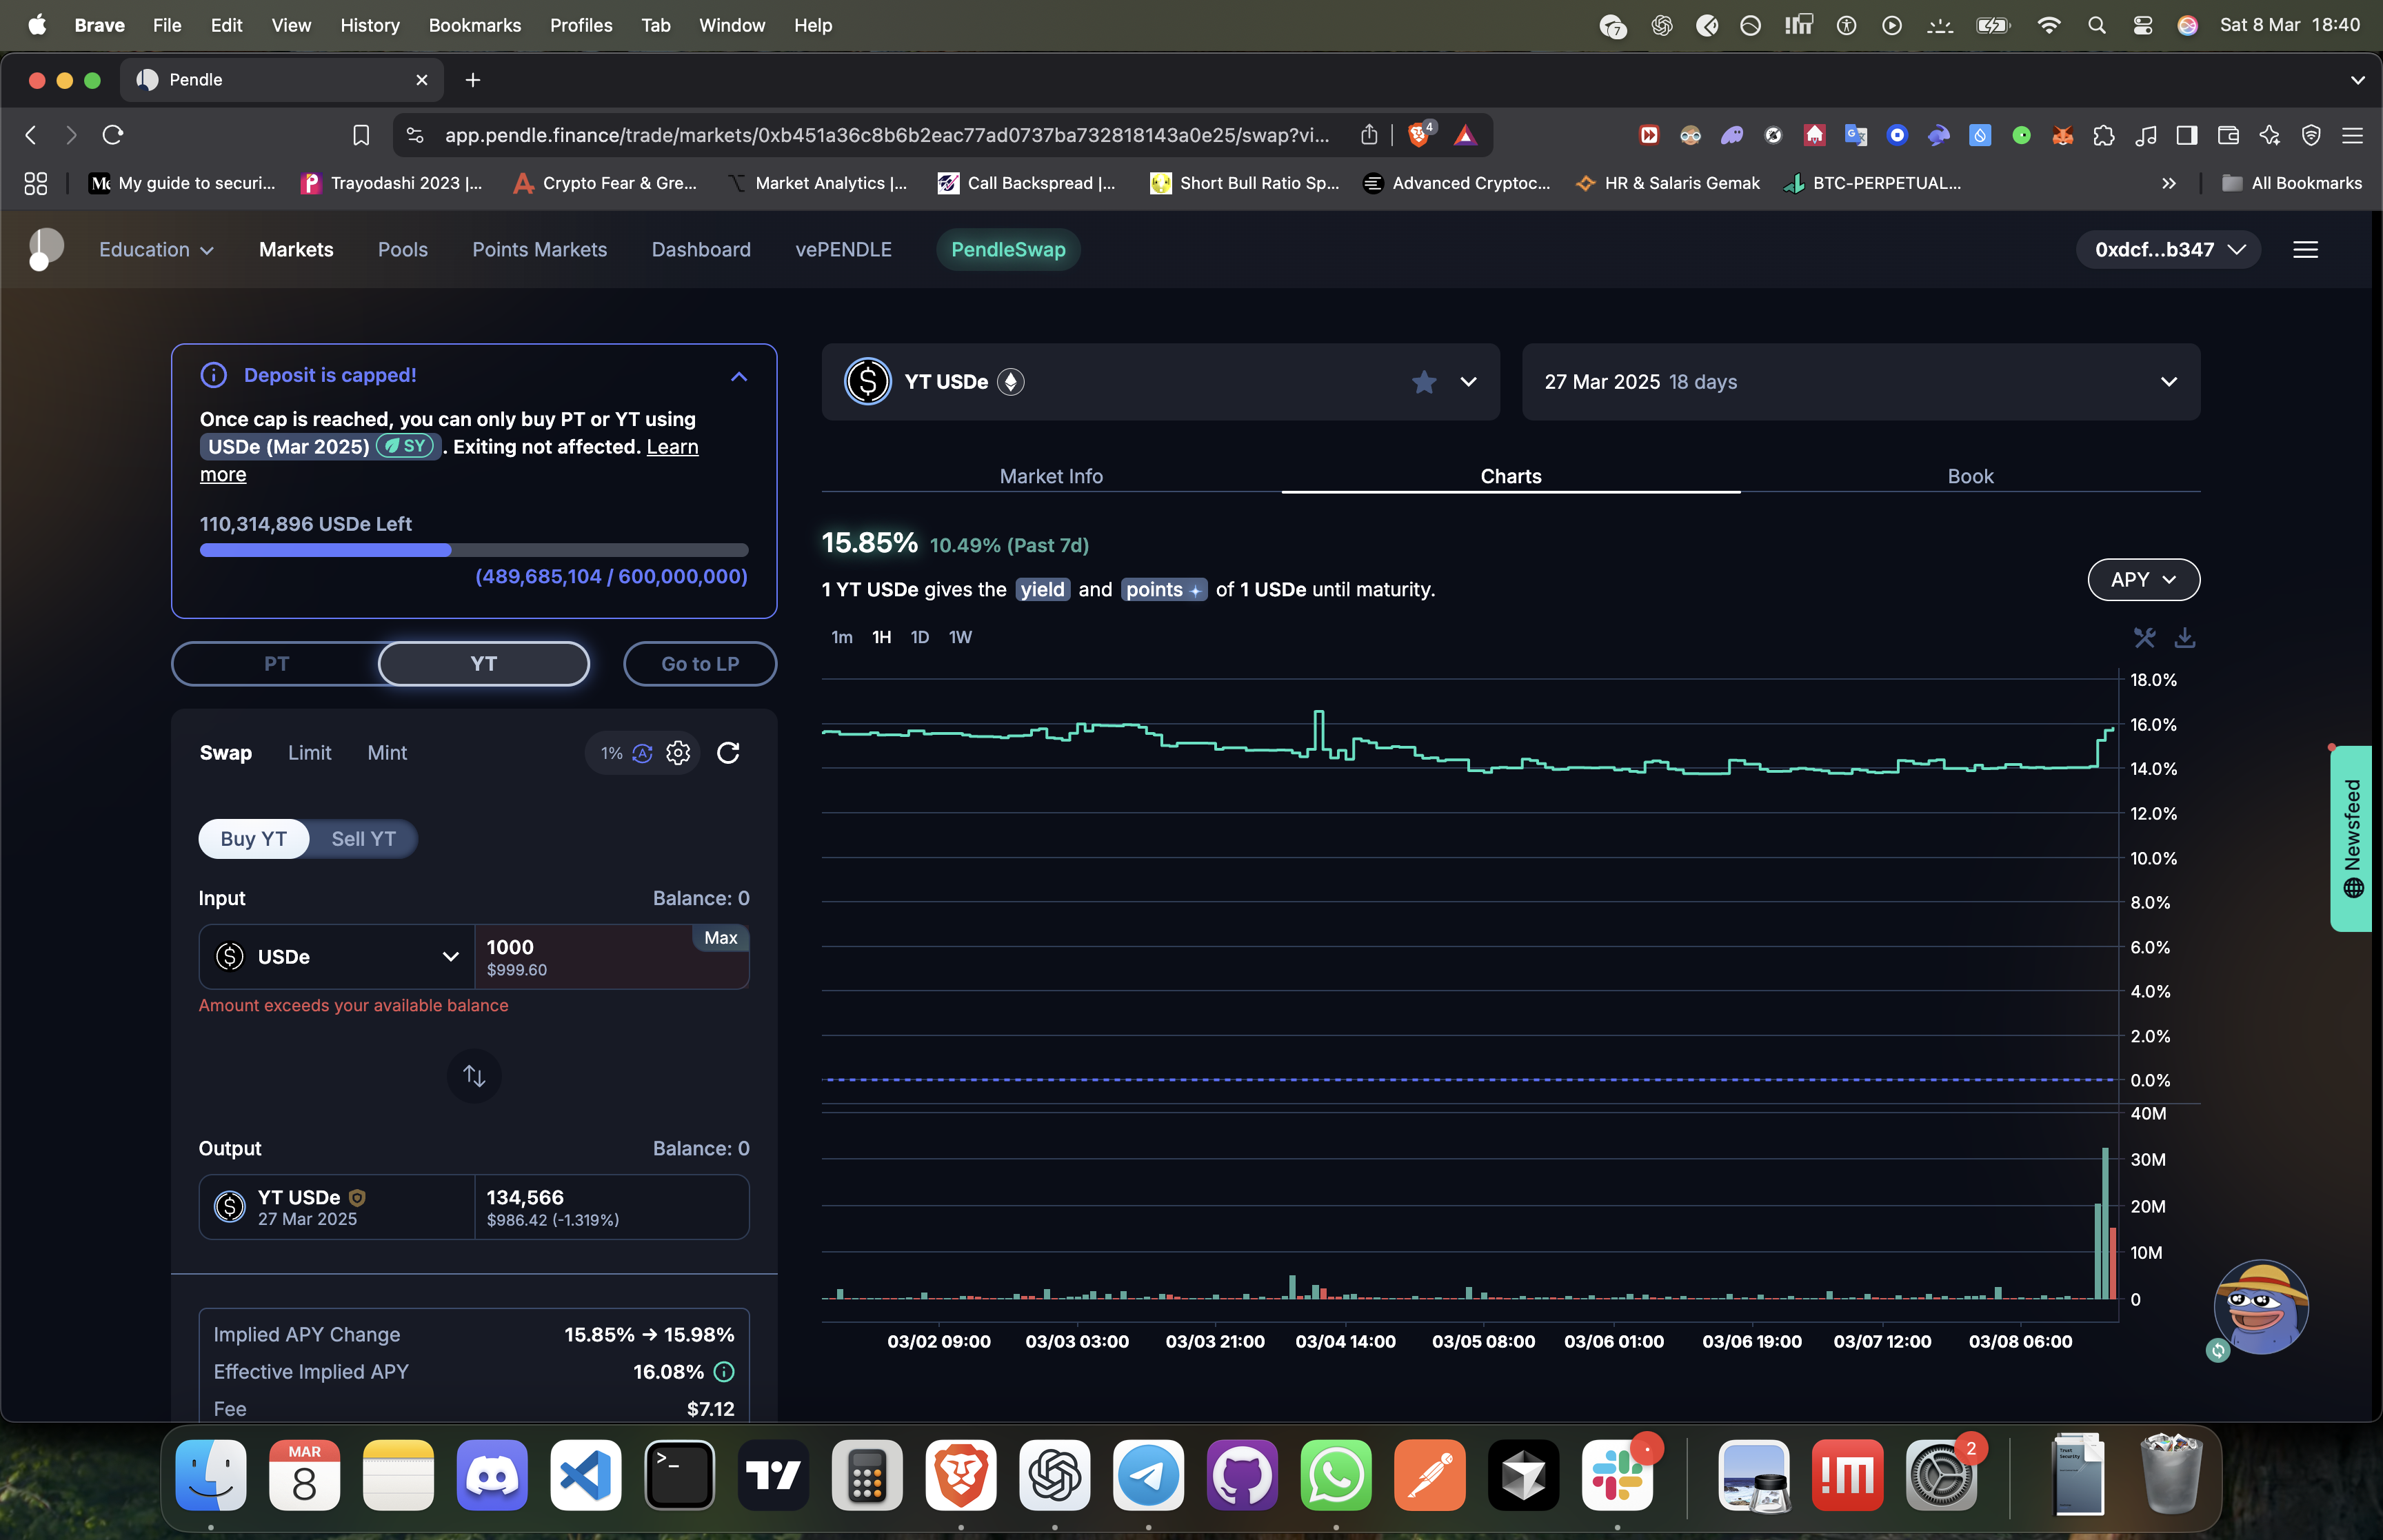 Brave File Edit View History Bookmarks Profiles Tab Window Help 7 Sat 8 Mar 18:40
Pendle
app.pendle.finance/trade/markets/0xb451a36c8b6b2eac77ad0737ba732818143a0e25/swap?vi... 4
My guide to securi... Trayodashi 2023 |... Crypto Fear & Gre... Market Analytics |... Call Backspread |... Short Bull Ratio Sp... Advanced Cryptoc... HR & Salaris Gemak BTC-PERPETUAL... All Bookmarks
Education Markets Pools Points Markets Dashboard vePENDLE PendleSwap 0xdcf...b347
Deposit is capped!
Once cap is reached, you can only buy PT or YT using
USDe (Mar 2025) SY . Exiting not affected. Learn
more
110,314,896 USDe Left
(489,685,104 / 600,000,000)
PT YT Go to LP
Swap Limit Mint 1% A
Buy YT Sell YT
Input Balance: 0
USDe 1000 Max
$999.60
Amount exceeds your available balance
Output Balance: 0
YT USDe 134,566
27 Mar 2025 $986.42 (-1.319%)
Implied APY Change 15.85% → 15.98%
Effective Implied APY 16.08%
Fee $7.12
YT USDe 27 Mar 2025 18 days
Market Info Charts Book
15.85% 10.49% (Past 7d)
APY
1 YT USDe gives the yield and points of 1 USDe until maturity.
1m 1H 1D 1W
18.0%
16.0%
14.0%
12.0%
10.0%
8.0%
6.0%
4.0%
2.0%
0.0%
40M
30M
20M
10M
0
03/02 09:00 03/03 03:00 03/03 21:00 03/04 14:00 03/05 08:00 03/06 01:00 03/06 19:00 03/07 12:00 03/08 06:00
Newsfeed
MAR
8
2